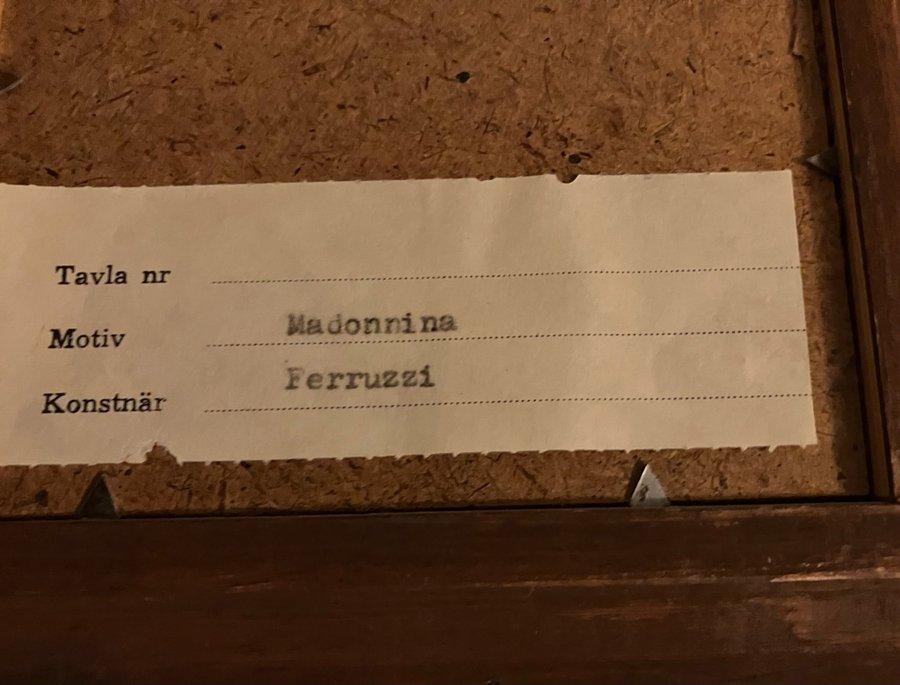 Tavla nr
Motiv Madonnina
Konstnär Ferruzzi